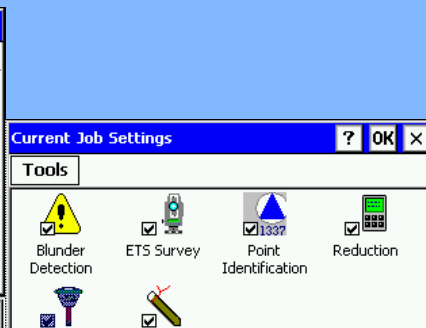 Current Job Settings ? OK ×
Tools
1337
Blunder Detection
ETS Survey
Point Identification
Reduction